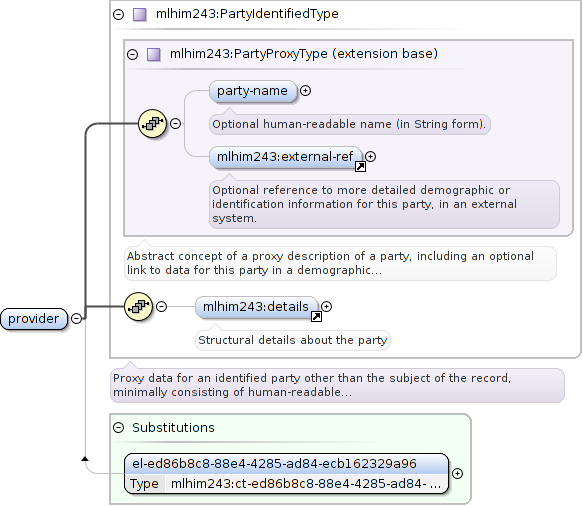 mlhim243:PartyIdentifiedType
mlhim243:PartyProxyType (extension base)
party-name
Optional human-readable name (in String form).
mlhim243:external-ref
Optional reference to more detailed demographic or
identification information for this party, in an external
system.
Abstract concept of a proxy description of a party, including an optional
link to data for this party in a demographic...
provider
mlhim243:details
Structural details about the party
Proxy data for an identified party other than the subject of the record,
minimally consisting of human-readable...
Substitutions
el-ed86b8c8-88e4-4285-ad84-ecb162329a96
Type mlhim243:ct-ed86b8c8-88e4-4285-ad84- ...